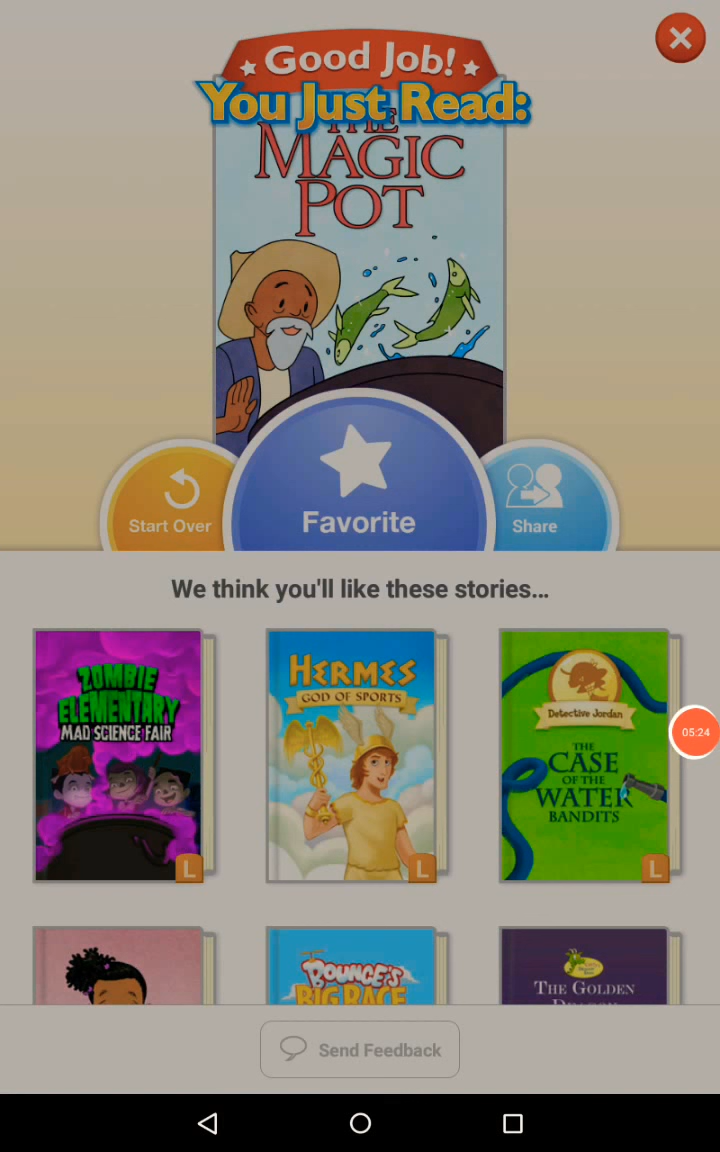 Good Job!
You Just Read:
THE
MAGIC
POT
Start Over
Favorite
Share
We think you'll like these stories...
ZOMBIE
ELEMENTARY
MAD SCIENCE FAIR
L
HERMES
GOD OF SPORTS
L
Detective Jordan
THE
CASE
OF THE
WATER
BANDITS
L
05:24
BOUNCE'S
BIG RACE
THE GOLDEN
DRAGON
Send Feedback